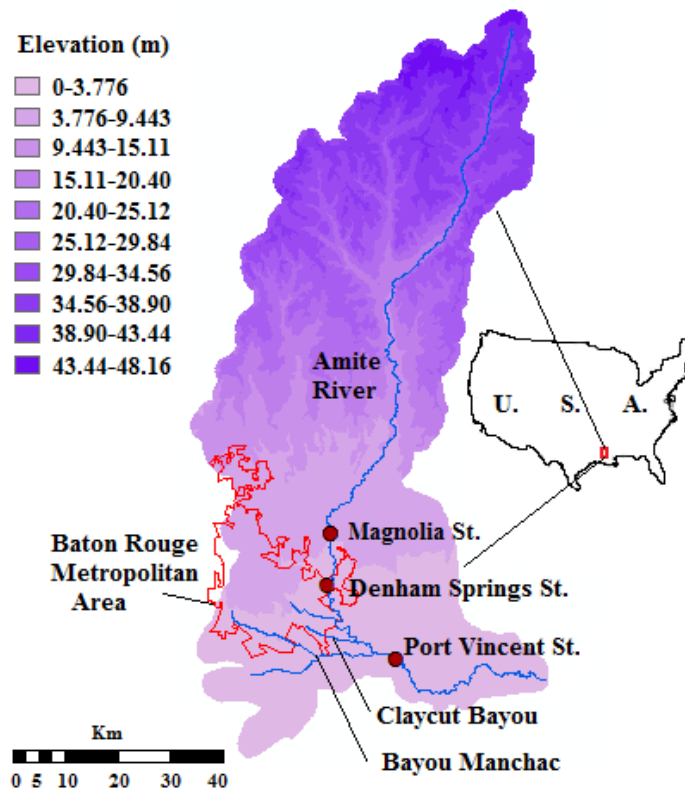 Elevation (m)
0-3.776
3.776-9.443
9.443-15.11
15.11-20.40
20.40-25.12
25.12-29.84
29.84-34.56
34.56-38.90
38.90-43.44
43.44-48.16
Amite
River
U. S. A.
Magnolia St.
Baton Rouge
Metropolitan
Area
Denham Springs St.
Port Vincent St.
Claycut Bayou
Bayou Manchac
Km
0 5 10 20 30 40